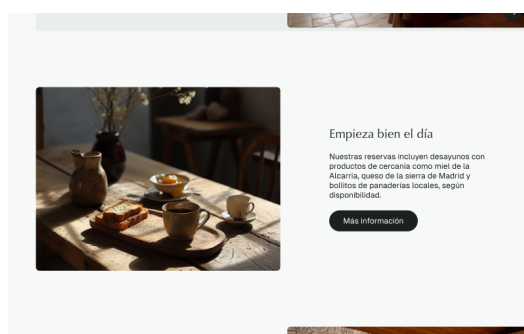 Empieza bien el día
Nuestras reservas incluyen desayunos con
productos de cercanía como miel de la
Alcarria, queso de la sierra de Madrid y
bollitos de panaderías locales, según
disponibilidad.
Más información